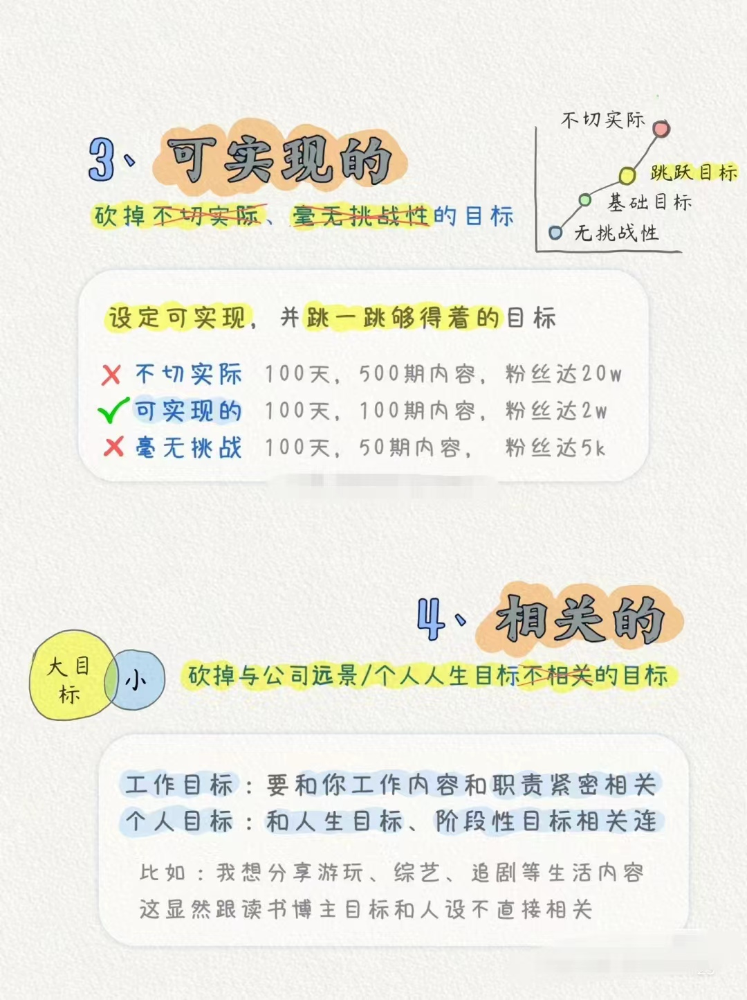 3、可实现的
砍掉不切实际、毫无挑战性的目标
不切实际
跳跃目标
基础目标
无挑战性
设定可实现，并跳一跳够得着的目标
不切实际 100天，500期内容，粉丝达20w
可实现的 100天，100期内容，粉丝达2w
毫无挑战 100天，50期内容，粉丝达5k
4、相关的
大目
标
小
砍掉与公司远景/个人人生目标不相关的目标
工作目标：要和你工作内容和职责紧密相关
个人目标：和人生目标、阶段性目标相关连
比如：我想分享游玩、综艺、追剧等生活内容
这显然跟读书博主目标和人设不直接相关